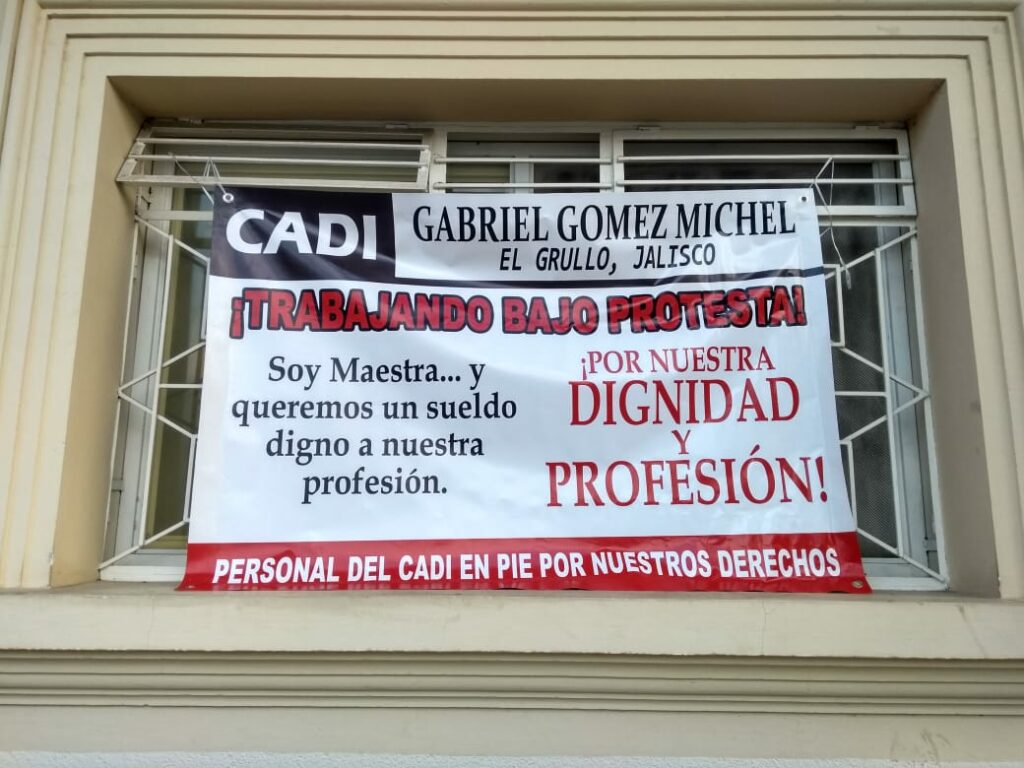 CADI
GABRIEL GOMEZ MICHEL
EL GRULLO, JALISCO
¡TRABAJANDO BAJO PROTESTA!
Soy Maestra... y
queremos un sueldo
digno a nuestra
profesión.
¡POR NUESTRA
DIGNIDAD
Y
PROFESIÓN!
PERSONAL DEL CADI EN PIE POR NUESTROS DERECHOS